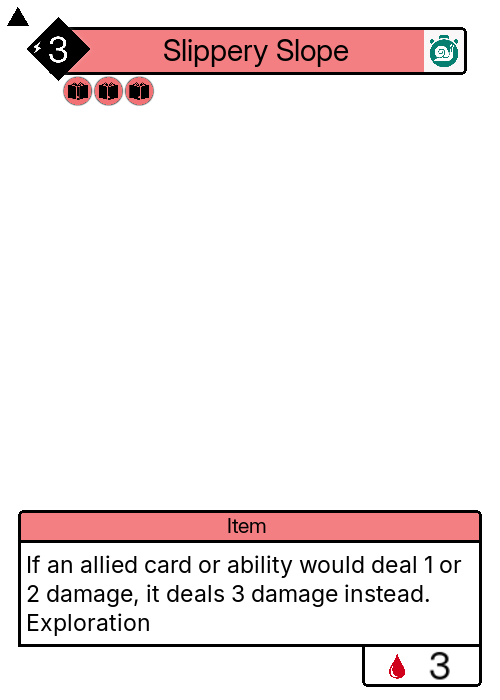 3 Slippery Slope
Item
If an allied card or ability would deal 1 or
2 damage, it deals 3 damage instead.
Exploration
3